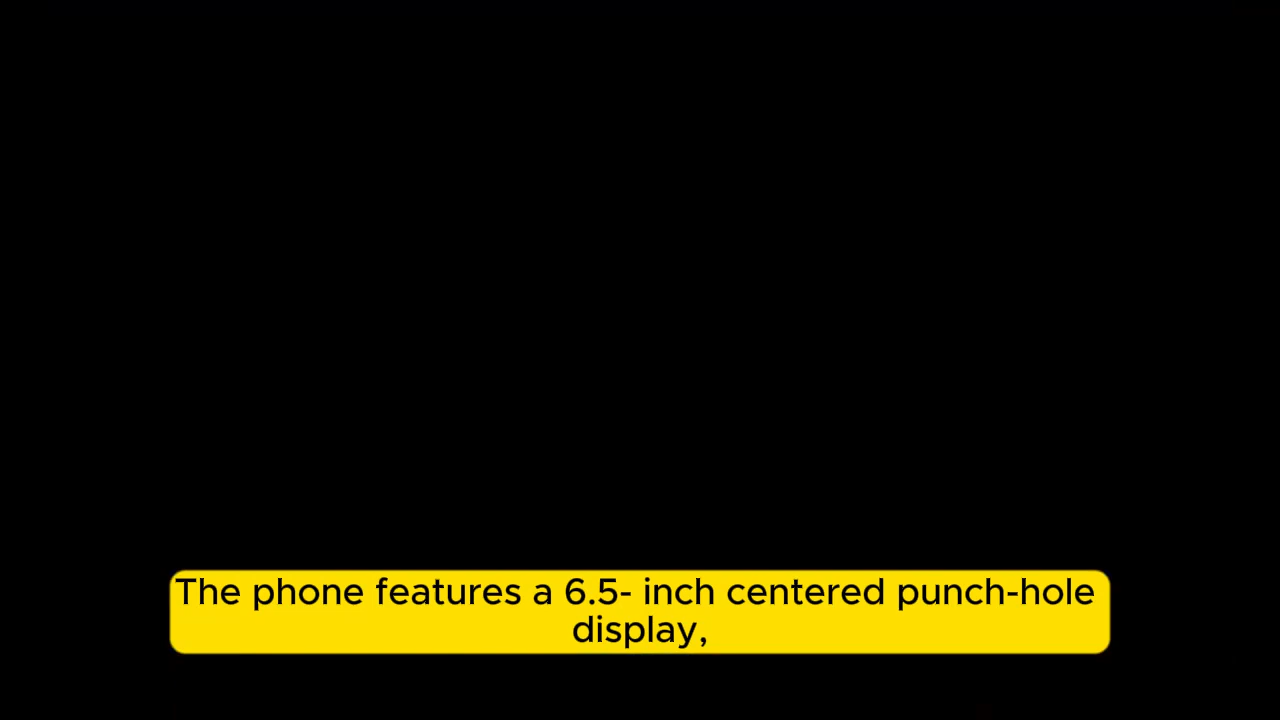 The phone features a 6.5- inch centered punch-hole
display,